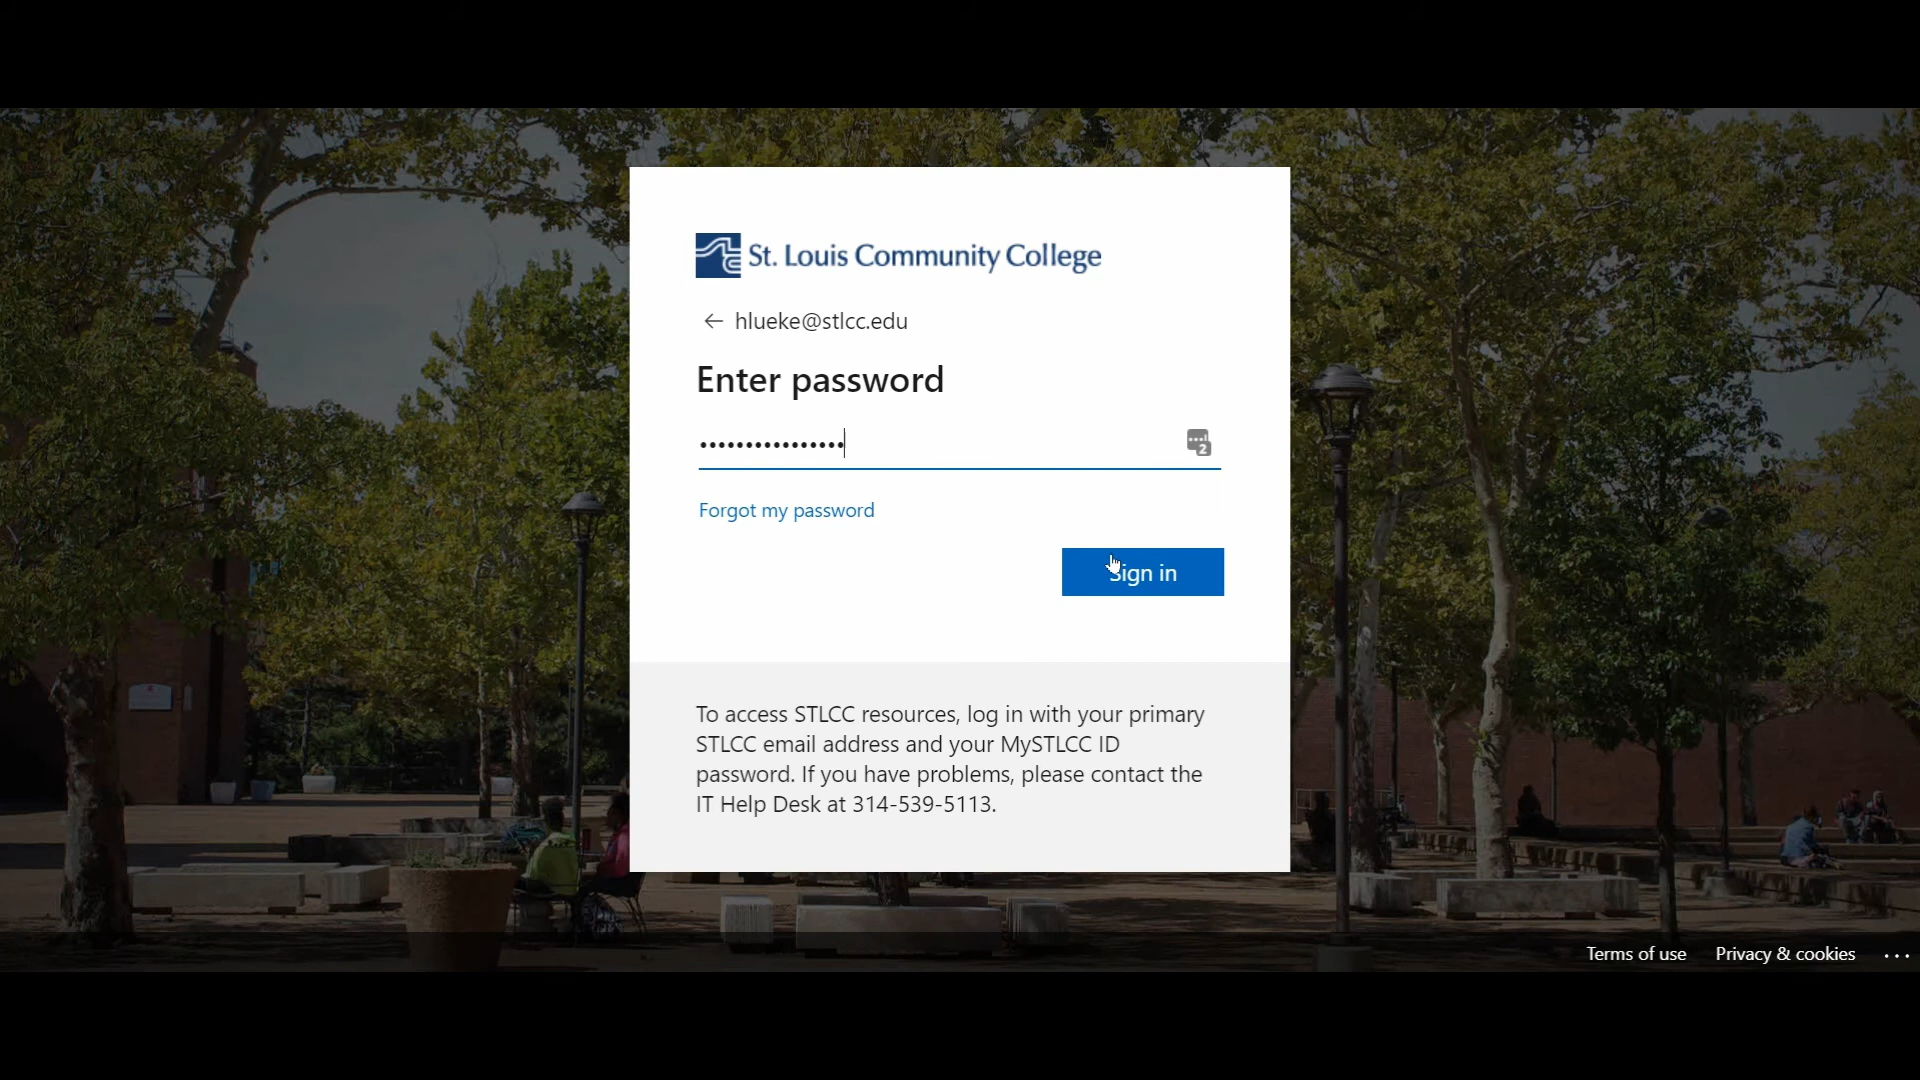 St. Louis Community College
← hlueke@stlcc.edu
Enter password
••••••••••••••••
2
Forgot my password
Sign in
To access STLCC resources, log in with your primary
STLCC email address and your MySTLCC ID
password. If you have problems, please contact the
IT Help Desk at 314-539-5113.
Terms of use Privacy & cookies ...